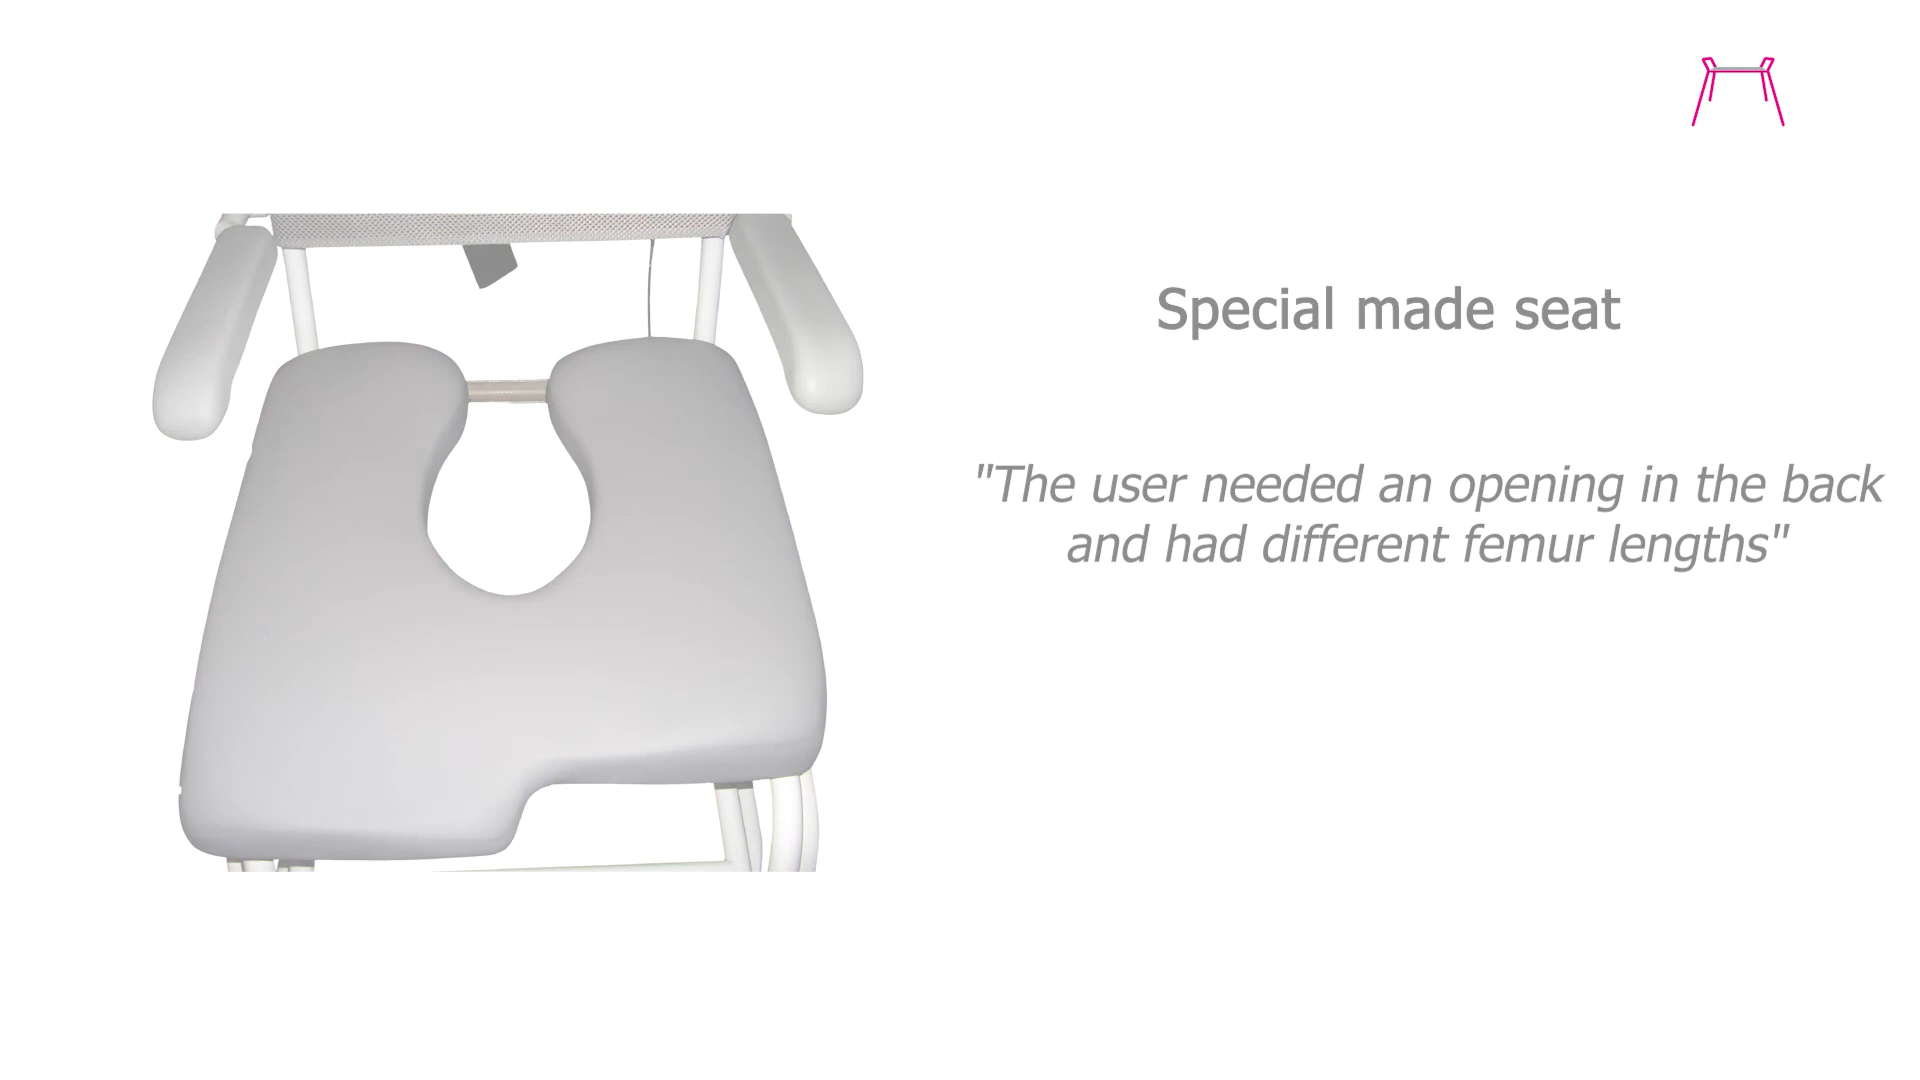 Special made seat
"The user needed an opening in the back
and had different femur lengths"